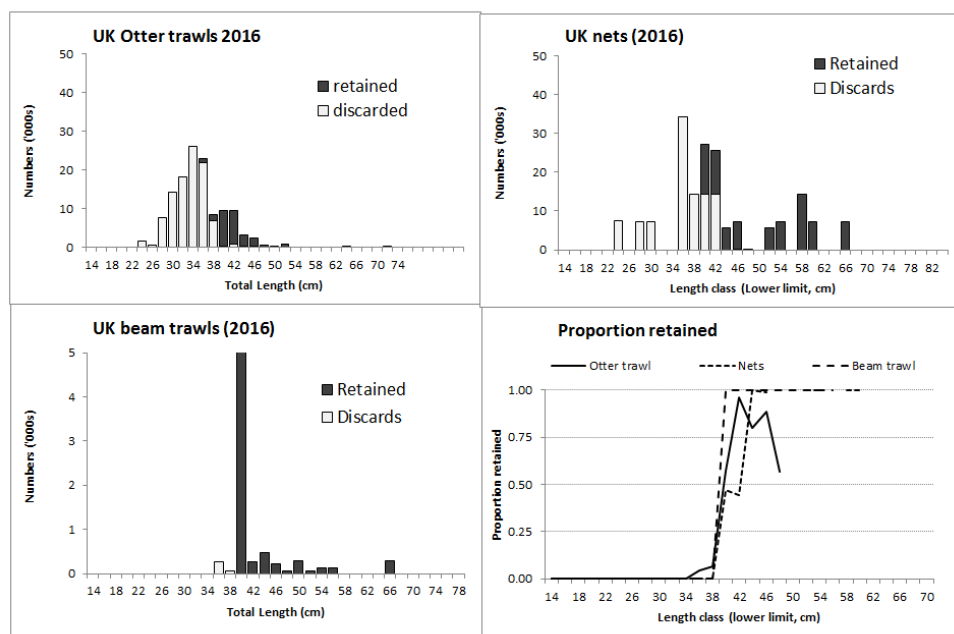 UK Otter trawls 2016
50
40
30
20
10
0
Numbers ('000s)
retained
discarded
14 18 22 26 30 34 38 42 46 50 54 58 62 66 70 74
Total Length (cm)
UK nets (2016)
50
40
30
20
10
0
Numbers ('000s)
Retained
Discards
14 18 22 26 30 34 38 42 46 50 54 58 62 66 70 74 78 82
Length class (Lower limit, cm)
UK beam trawls (2016)
5
4
3
2
1
0
Numbers ('000s)
Retained
Discards
14 18 22 26 30 34 38 42 46 50 54 58 62 66 70 74 78
Total Length (cm)
Proportion retained
Otter trawl Nets Beam trawl
1.00
0.75
0.50
0.25
0.00
Proportion retained
14 18 22 26 30 34 38 42 46 50 54 58 62 66 70
Length class (lower limit, cm)